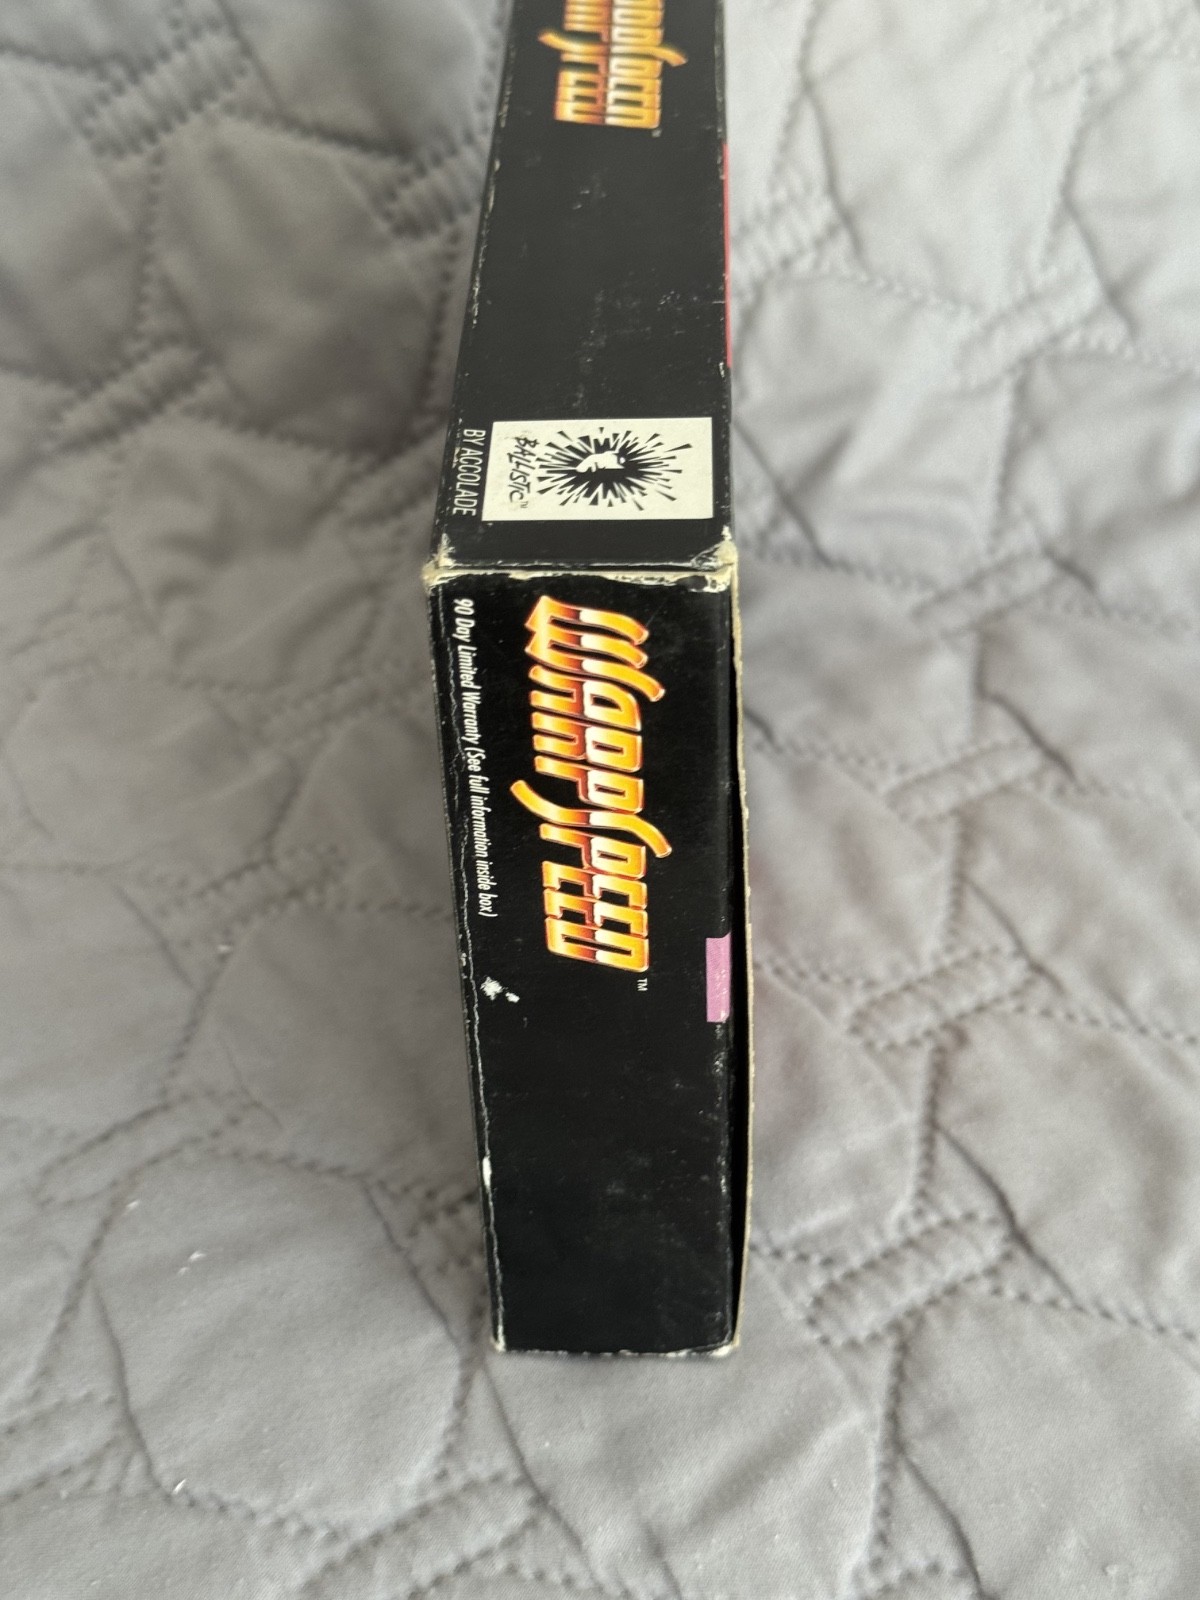 WARPSPEED™
BALLISTIC™
BY ACCOLADE
WARPSPEED™
90 Day Limited Warranty (See full information inside box)